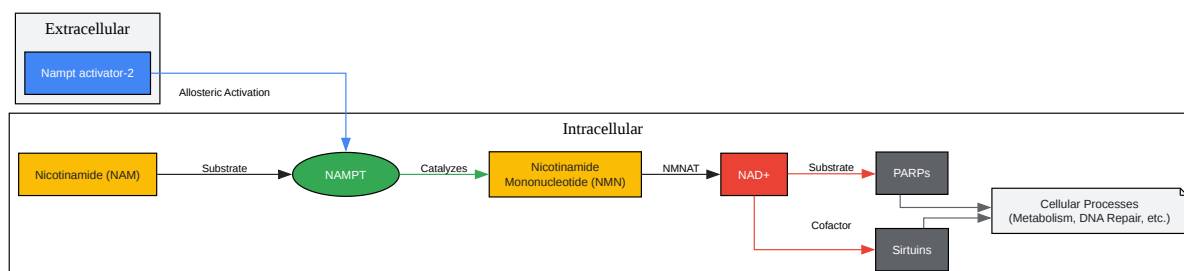 Extracellular
Nampt activator-2
Allosteric Activation
Intracellular
Nicotinamide (NAM)
Substrate
NAMPT
Catalyzes
Nicotinamide
Mononucleotide (NMN)
NMNAT
NAD+
Substrate
PARPs
Cofactor
Sirtuins
Cellular Processes
(Metabolism, DNA Repair, etc.)